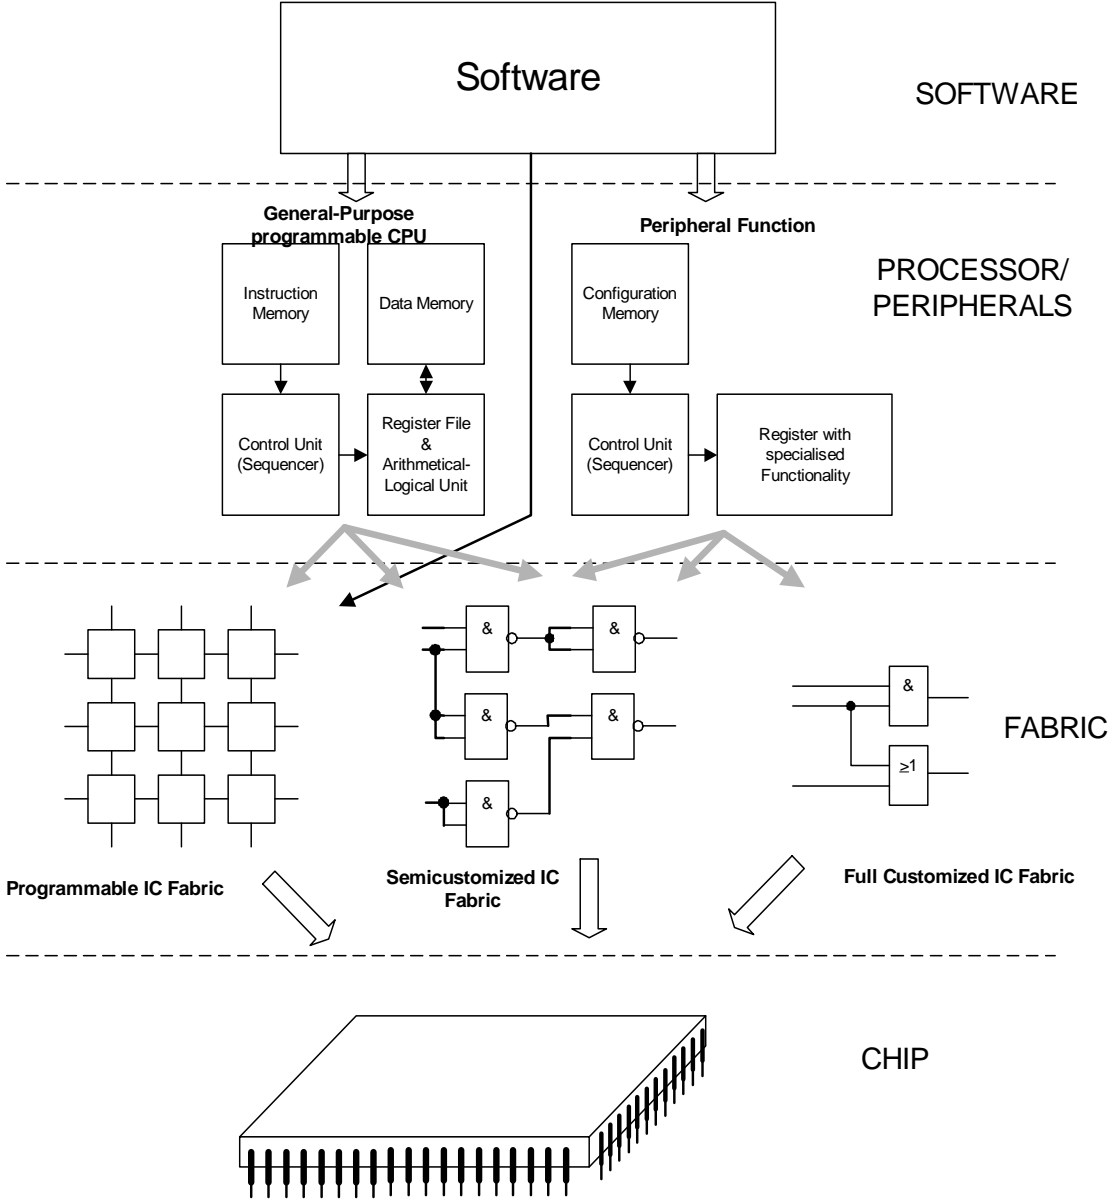 Software
SOFTWARE
General-Purpose
programmable CPU
Peripheral Function
PROCESSOR/
PERIPHERALS
Instruction
Memory
Data Memory
Configuration
Memory
Control Unit
(Sequencer)
Register File
&
Arithmetical-
Logical Unit
Control Unit
(Sequencer)
Register with
specialised
Functionality
&
&
&
&
&
&
≥1
FABRIC
Programmable IC Fabric
Semicustomized IC
Fabric
Full Customized IC Fabric
CHIP